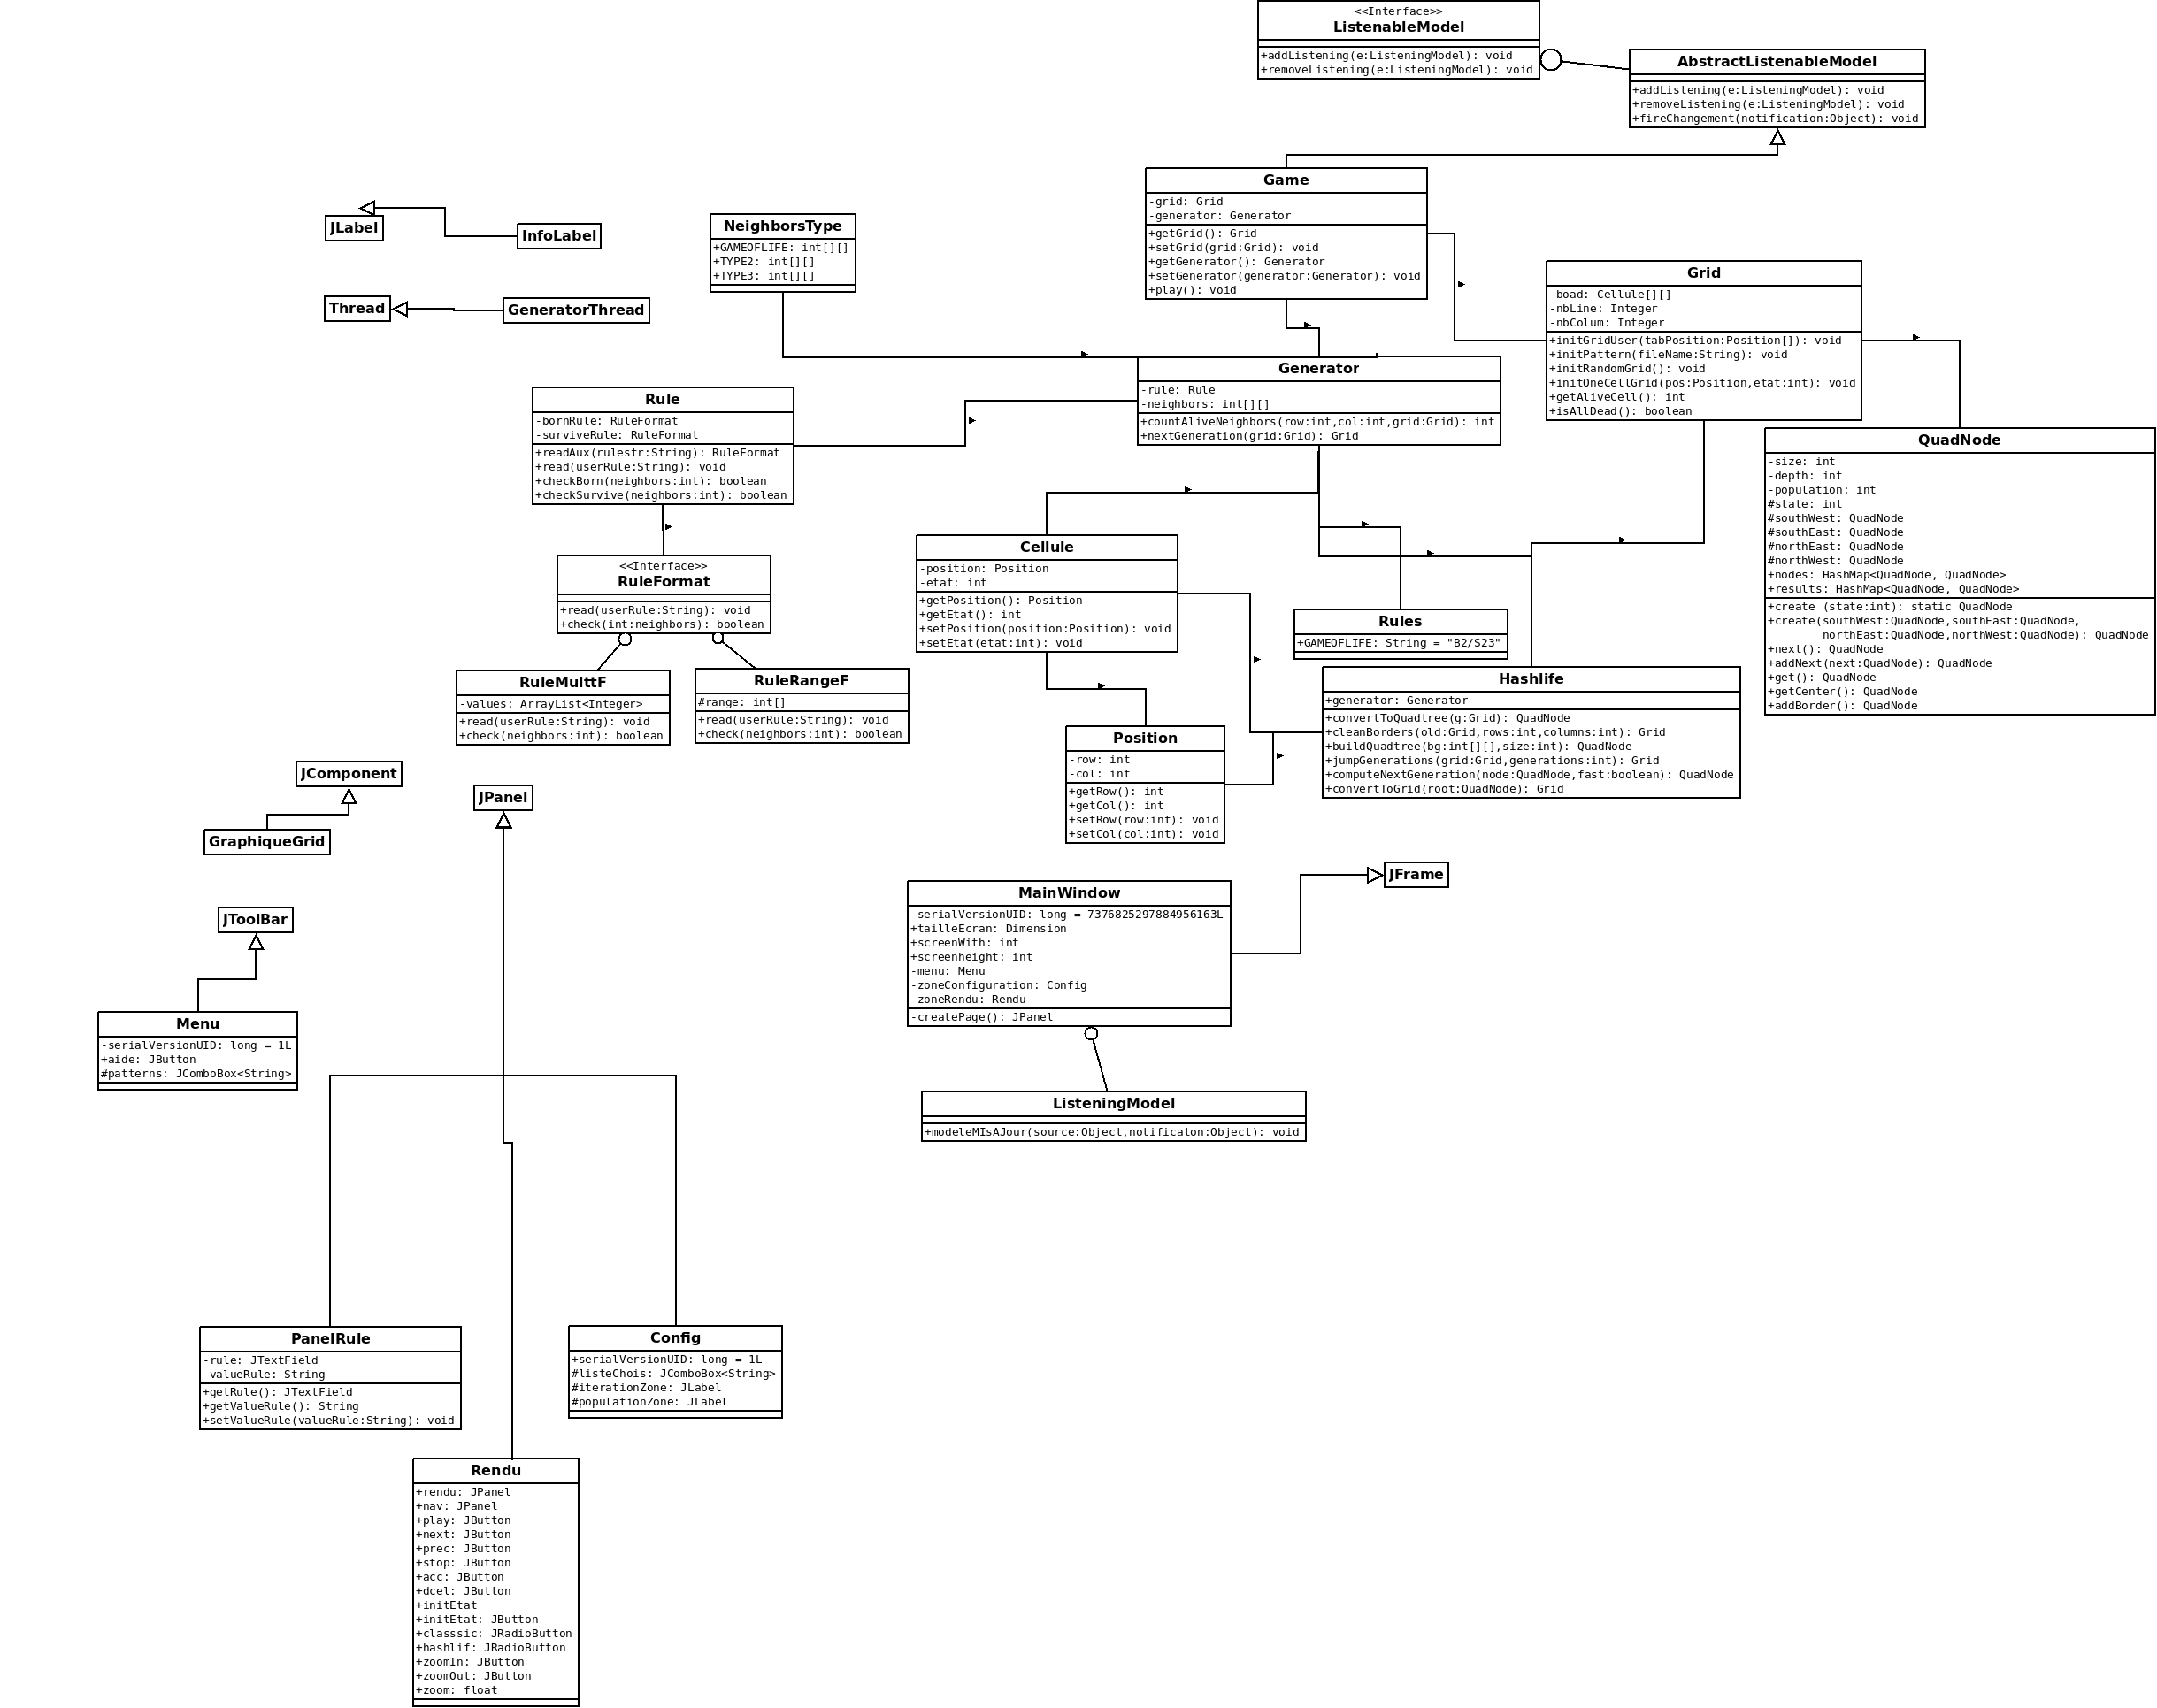 <<Interface>>
ListenableModel
+addListening(e:ListeningModel): void
+removeListening(e:ListeningModel): void
AbstractListenableModel
+addListening(e:ListeningModel): void
+removeListening(e:ListeningModel): void
+fireChangement(notification:Object): void
Game
-grid: Grid
-generator: Generator
+getGrid(): Grid
+setGrid(grid:Grid): void
+getGenerator(): Generator
+setGenerator(generator:Generator): void
+play(): void
JLabel
InfoLabel
NeighborsType
+GAMEOFLIFE: int[][]
+TYPE2: int[][]
+TYPE3: int[][]
Thread
GeneratorThread
Grid
-boad: Cellule[][]
-nbLine: Integer
-nbColum: Integer
+initGridUser(tabPosition:Position[]): void
+initPattern(fileName:String): void
+initRandomGrid(): void
+initOneCellGrid(pos:Position,etat:int): void
+getAliveCell(): int
+isAllDead(): boolean
Generator
-rule: Rule
-neighbors: int[][]
+countAliveNeighbors(row:int,col:int,grid:Grid): int
+nextGeneration(grid:Grid): Grid
Rule
-bornRule: RuleFormat
-surviveRule: RuleFormat
+readAux(rulestr:String): RuleFormat
+read(userRule:String): void
+checkBorn(neighbors:int): boolean
+checkSurvive(neighbors:int): boolean
QuadNode
-size: int
-depth: int
-population: int
#state: int
#southWest: QuadNode
#southEast: QuadNode
#northEast: QuadNode
#northWest: QuadNode
+nodes: HashMap<QuadNode, QuadNode>
+results: HashMap<QuadNode, QuadNode>
+create (state:int): static QuadNode
+create(southWest:QuadNode,southEast:QuadNode,
northEast:QuadNode,northWest:QuadNode): QuadNode
+next(): QuadNode
+addNext(next:QuadNode): QuadNode
+get(): QuadNode
+getCenter(): QuadNode
+addBorder(): QuadNode
<<Interface>>
RuleFormat
+read(userRule:String): void
+check(int:neighbors): boolean
Cellule
-position: Position
-etat: int
+getPosition(): Position
+getEtat(): int
+setPosition(position:Position): void
+setEtat(etat:int): void
Rules
+GAMEOFLIFE: String = "B2/S23"
RuleMulttF
-values: ArrayList<Integer>
+read(userRule:String): void
+check(neighbors:int): boolean
RuleRangeF
#range: int[]
+read(userRule:String): void
+check(neighbors:int): boolean
Hashlife
+generator: Generator
+convertToQuadtree(g:Grid): QuadNode
+cleanBorders(old:Grid,rows:int,columns:int): Grid
+buildQuadtree(bg:int[][],size:int): QuadNode
+jumpGenerations(grid:Grid,generations:int): Grid
+computeNextGeneration(node:QuadNode,fast:boolean): QuadNode
+convertToGrid(root:QuadNode): Grid
Position
-row: int
-col: int
+getRow(): int
+getCol(): int
+setRow(row:int): void
+setCol(col:int): void
JComponent
JPanel
GraphiqueGrid
JFrame
MainWindow
-serialVersionUID: long = 7376825297884956163L
+tailleEcran: Dimension
+screenWith: int
+screenheight: int
-menu: Menu
-zoneConfiguration: Config
-zoneRendu: Rendu
-createPage(): JPanel
JToolBar
Menu
-serialVersionUID: long = 1L
+aide: JButton
#patterns: JComboBox<String>
ListeningModel
+modeleMIsAJour(source:Object,notificaton:Object): void
PanelRule
-rule: JTextField
-valueRule: String
+getRule(): JTextField
+getValueRule(): String
+setValueRule(valueRule:String): void
Config
+serialVersionUID: long = 1L
#listeChois: JComboBox<String>
#iterationZone: JLabel
#populationZone: JLabel
Rendu
+rendu: JPanel
+nav: JPanel
+play: JButton
+next: JButton
+prec: JButton
+stop: JButton
+acc: JButton
+dcel: JButton
+initEtat
+initEtat: JButton
+classsic: JRadioButton
+hashlif: JRadioButton
+zoomIn: JButton
+zoomOut: JButton
+zoom: float